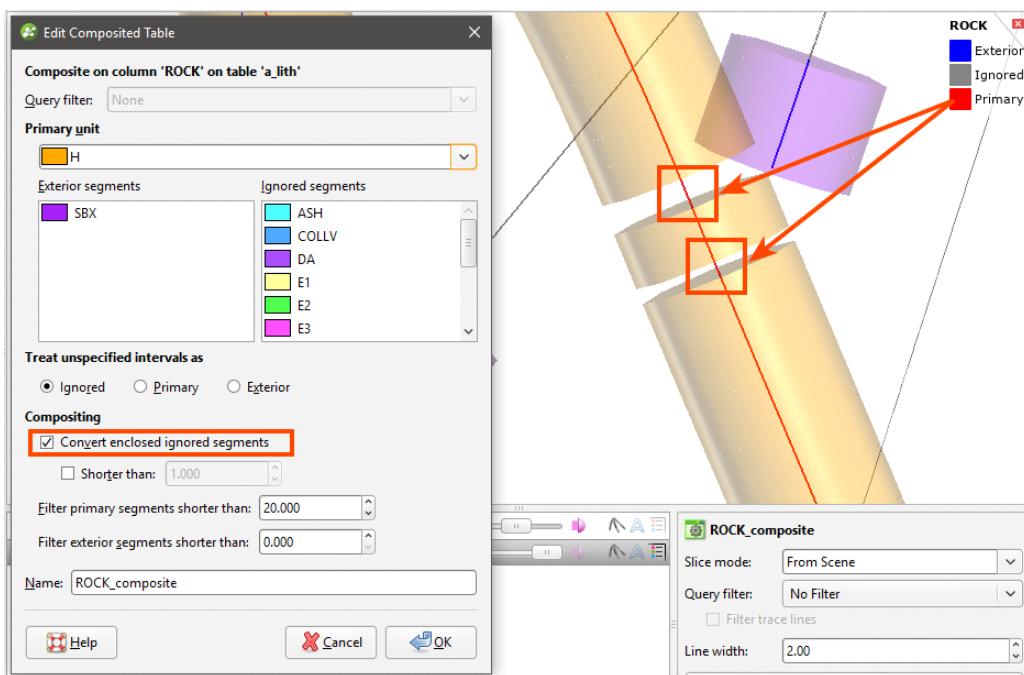 Edit Composited Table
Composite on column 'ROCK' on table 'a_lith'
Query filter: None
Primary unit
H
Exterior segments
Ignored segments
SBX
ASH
COLLV
DA
E1
E2
E3
Treat unspecified intervals as
Ignored Primary Exterior
Compositing
Convert enclosed ignored segments
Shorter than: 1.000
Filter primary segments shorter than: 20.000
Filter exterior segments shorter than: 0.000
Name: ROCK_composite
Help
Cancel
OK
ROCK
Exterior
Ignored
Primary
ROCK_composite
Slice mode: From Scene
Query filter: No Filter
Filter trace lines
Line width: 2.00